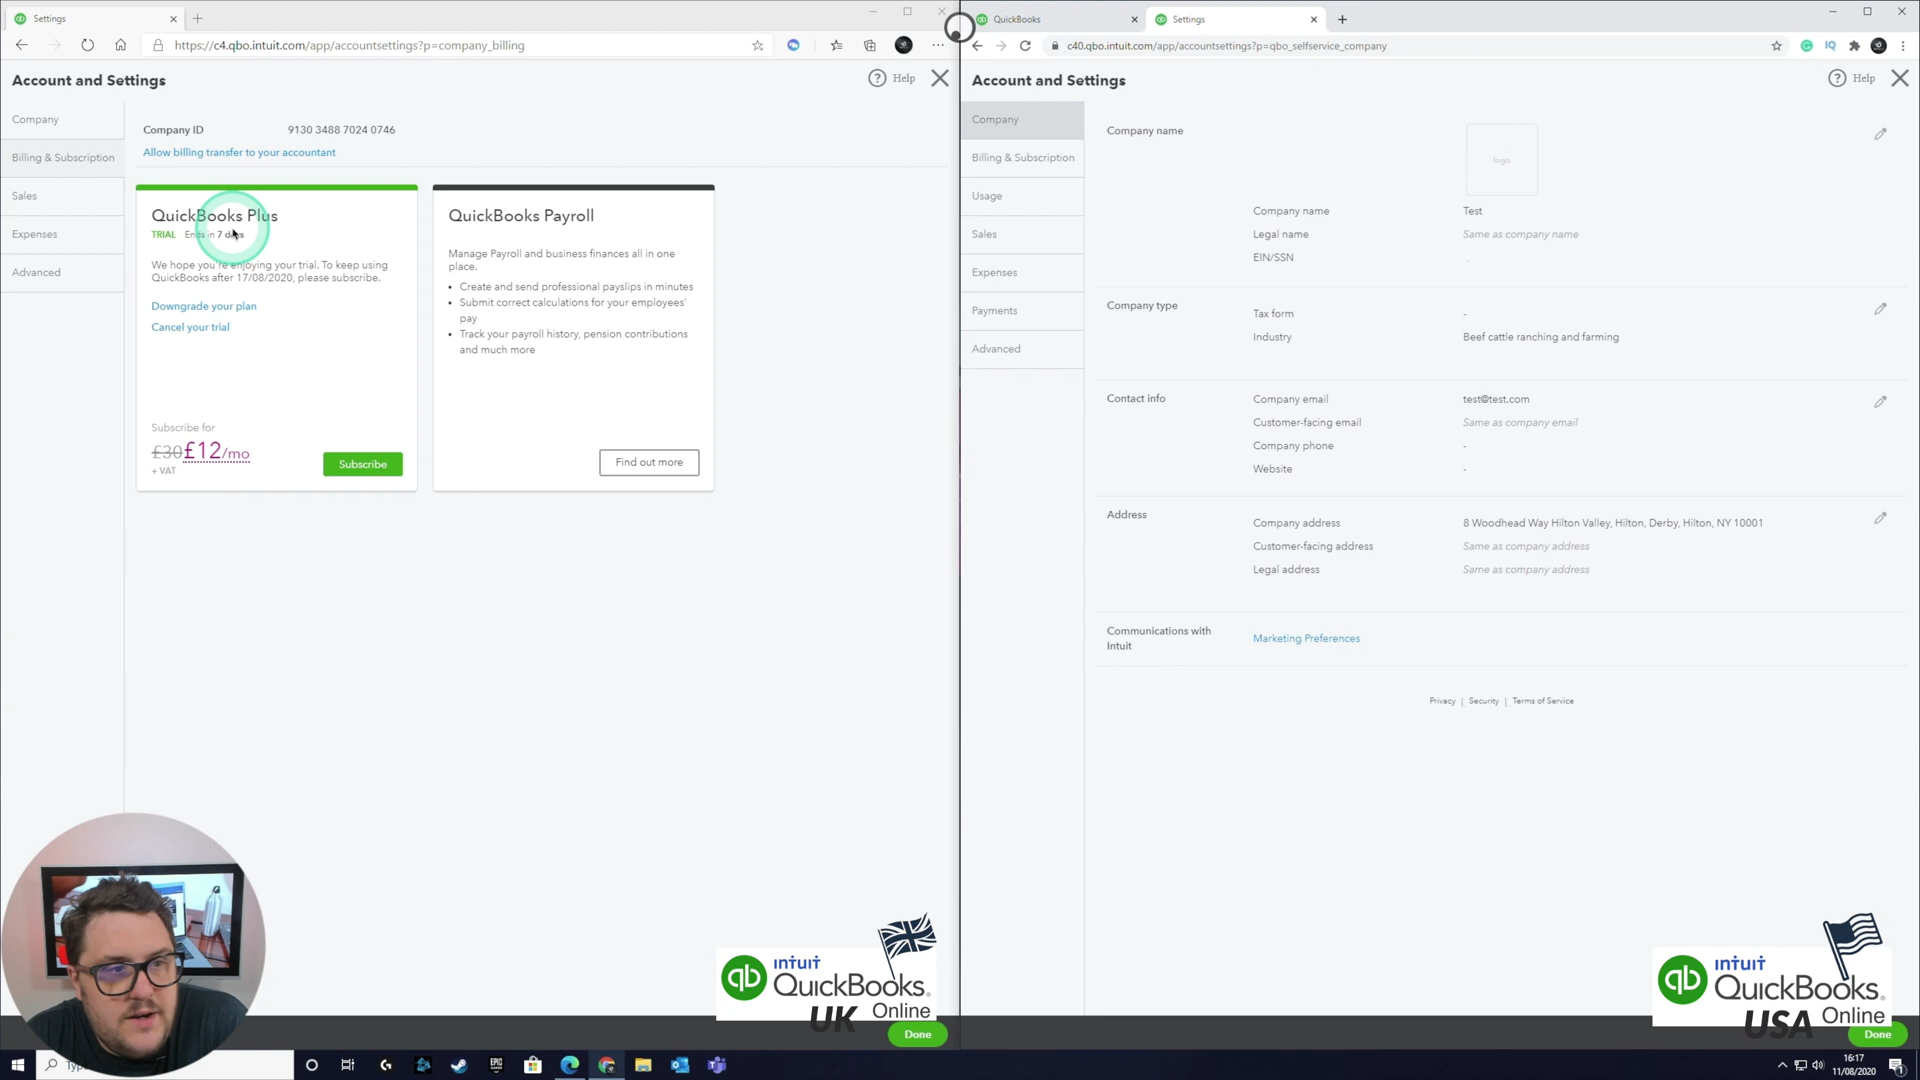 Settings
https://c4.qbo.intuit.com/app/accountsettings?p=company_billing
Account and Settings
Help
Company
Billing & Subscription
Sales
Expenses
Advanced
Company ID 9130 3488 7024 0746
Allow billing transfer to your accountant
QuickBooks Plus
TRIAL Ends in 7 days
We hope you're enjoying your trial. To keep using
QuickBooks after 17/08/2020, please subscribe.
Downgrade your plan
Cancel your trial
Subscribe for
£30 £12/mo
+ VAT
Subscribe
QuickBooks Payroll
Manage Payroll and business finances all in one
place.
• Create and send professional payslips in minutes
• Submit correct calculations for your employees'
pay
• Track your payroll history, pension contributions
and much more
Find out more
intuit
qb QuickBooks.
UK Online
Done
QuickBooks
Settings
c40.qbo.intuit.com/app/accountsettings?p=qbo_selfservice_company
IQ
Account and Settings
Help
Company
Billing & Subscription
Usage
Sales
Expenses
Payments
Advanced
Company name
logo
Company name Test
Legal name Same as company name
EIN/SSN
Company type
Tax form -
Industry Beef cattle ranching and farming
Contact info
Company email test@test.com
Customer-facing email Same as company email
Company phone -
Website -
Address
Company address 8 Woodhead Way Hilton Valley, Hilton, Derby, Hilton, NY 10001
Customer-facing address Same as company address
Legal address Same as company address
Communications with
Intuit
Marketing Preferences
Privacy | Security | Terms of Service
intuit
qb QuickBooks.
USA Online
Done
EPIC
GAMES
16:17
11/08/2020